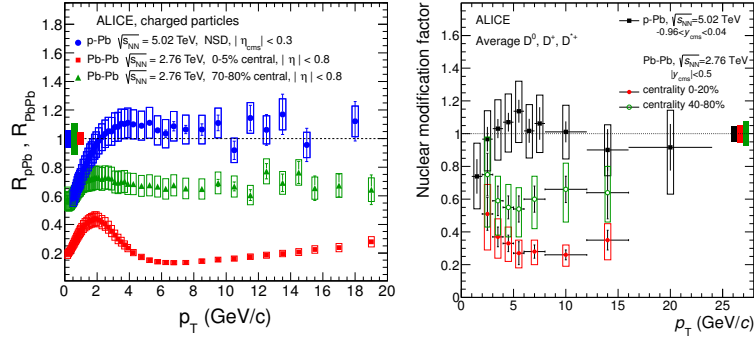 ALICE, charged particles
p-Pb √sNN = 5.02 TeV, NSD, | ηcms | < 0.3
Pb-Pb √sNN = 2.76 TeV, 0-5% central, | η | < 0.8
Pb-Pb √sNN = 2.76 TeV, 70-80% central, | η | < 0.8
RpPb , RPbPb
1.6
1.4
1.2
1
0.8
0.6
0.4
0.2
0 2 4 6 8 10 12 14 16 18 20
pT (GeV/c)
ALICE
Average D0, D+, D*+
p-Pb, √sNN=5.02 TeV
-0.96<ycms<0.04
Pb-Pb, √sNN=2.76 TeV
|ycms|<0.5
centrality 0-20%
centrality 40-80%
Nuclear modification factor
2
1.8
1.6
1.4
1.2
1
0.8
0.6
0.4
0.2
0
0 5 10 15 20 25
pT (GeV/c)